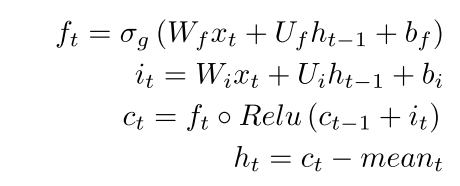 f_t = σ_g (W_f x_t + U_f h_{t−1} + b_f)
i_t = W_i x_t + U_i h_{t−1} + b_i
c_t = f_t ∘ Relu (c_{t−1} + i_t)
h_t = c_t − mean_t